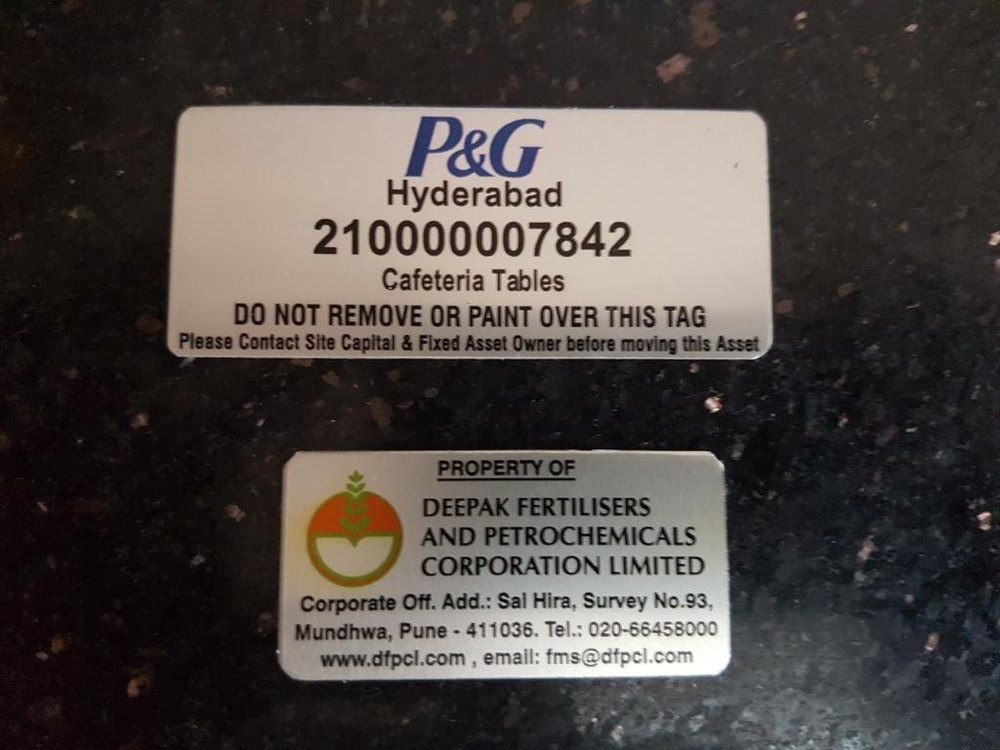 P&G
Hyderabad
210000007842
Cafeteria Tables
DO NOT REMOVE OR PAINT OVER THIS TAG
Please Contact Site Capital & Fixed Asset Owner before moving this Asset
PROPERTY OF
DEEPAK FERTILISERS
AND PETROCHEMICALS
CORPORATION LIMITED
Corporate Off. Add.: Sai Hira, Survey No.93,
Mundhwa, Pune - 411036. Tel.: 020-66458000
www.dfpcl.com , email: fms@dfpcl.com